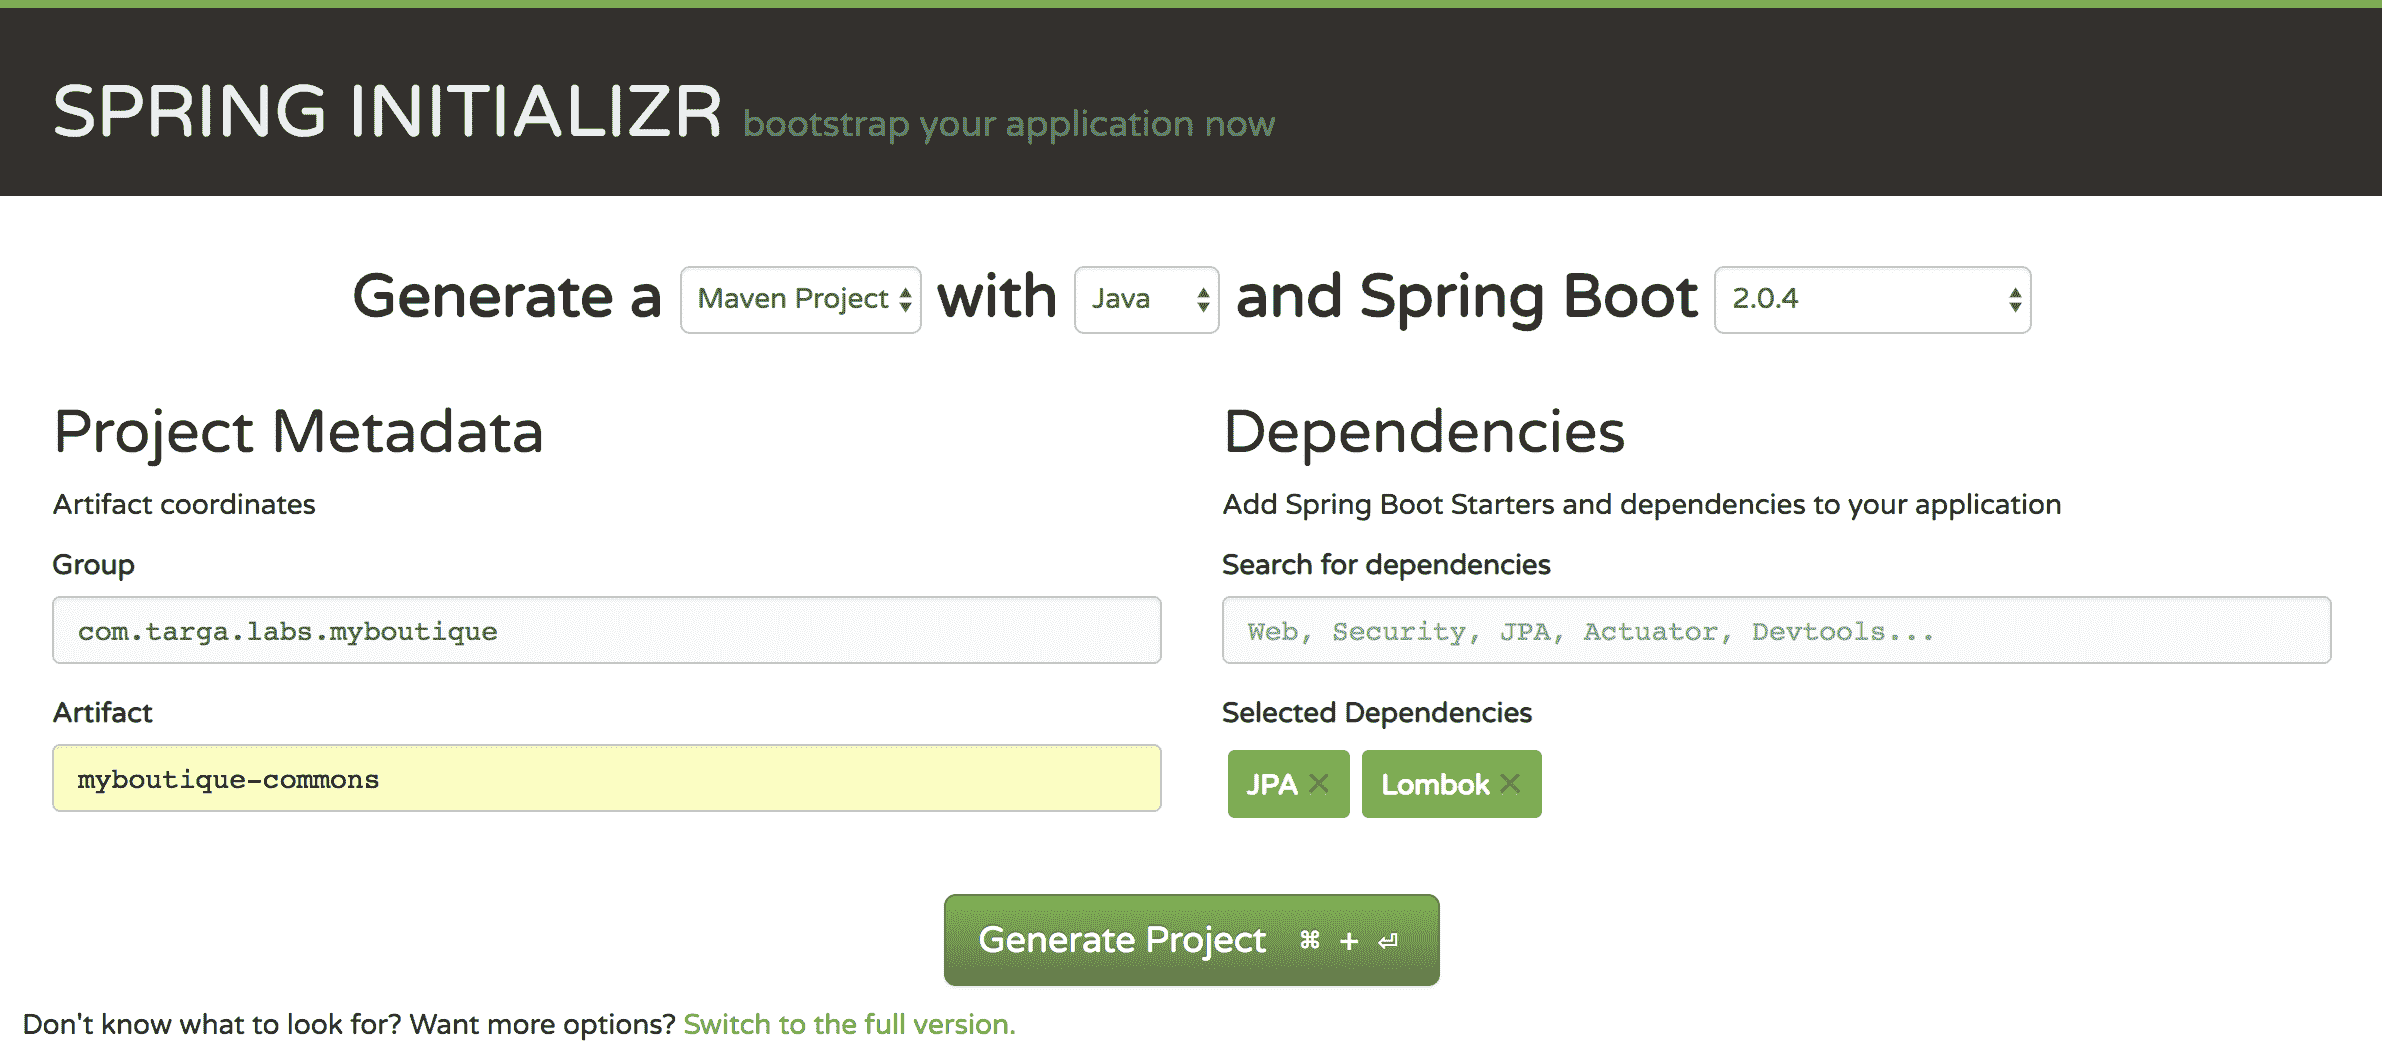 SPRING INITIALIZR bootstrap your application now
Generate a Maven Project with Java and Spring Boot 2.0.4
Project Metadata
Artifact coordinates
Group
com.targa.labs.myboutique
Artifact
myboutique-commons
Dependencies
Add Spring Boot Starters and dependencies to your application
Search for dependencies
Web, Security, JPA, Actuator, Devtools...
Selected Dependencies
JPA × Lombok ×
Generate Project ⌘ + ⏎
Don't know what to look for? Want more options? Switch to the full version.